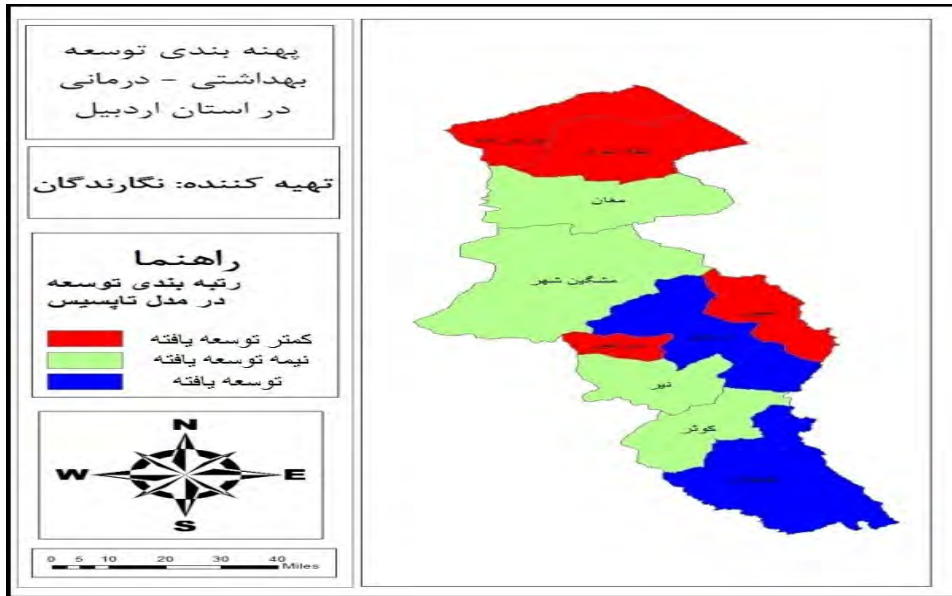 پهنه بندی توسعه
بهداشتی - درمانی
در استان اردبیل
تهیه کننده: نگارندگان
راهنما
رتبه بندی توسعه
در مدل تاپسیس
کمتر توسعه یافته
نیمه توسعه یافته
توسعه یافته
N
W
E
S
0 5 10 20 30 40
Miles
مغان
مشگین شهر
نیر
کوثر